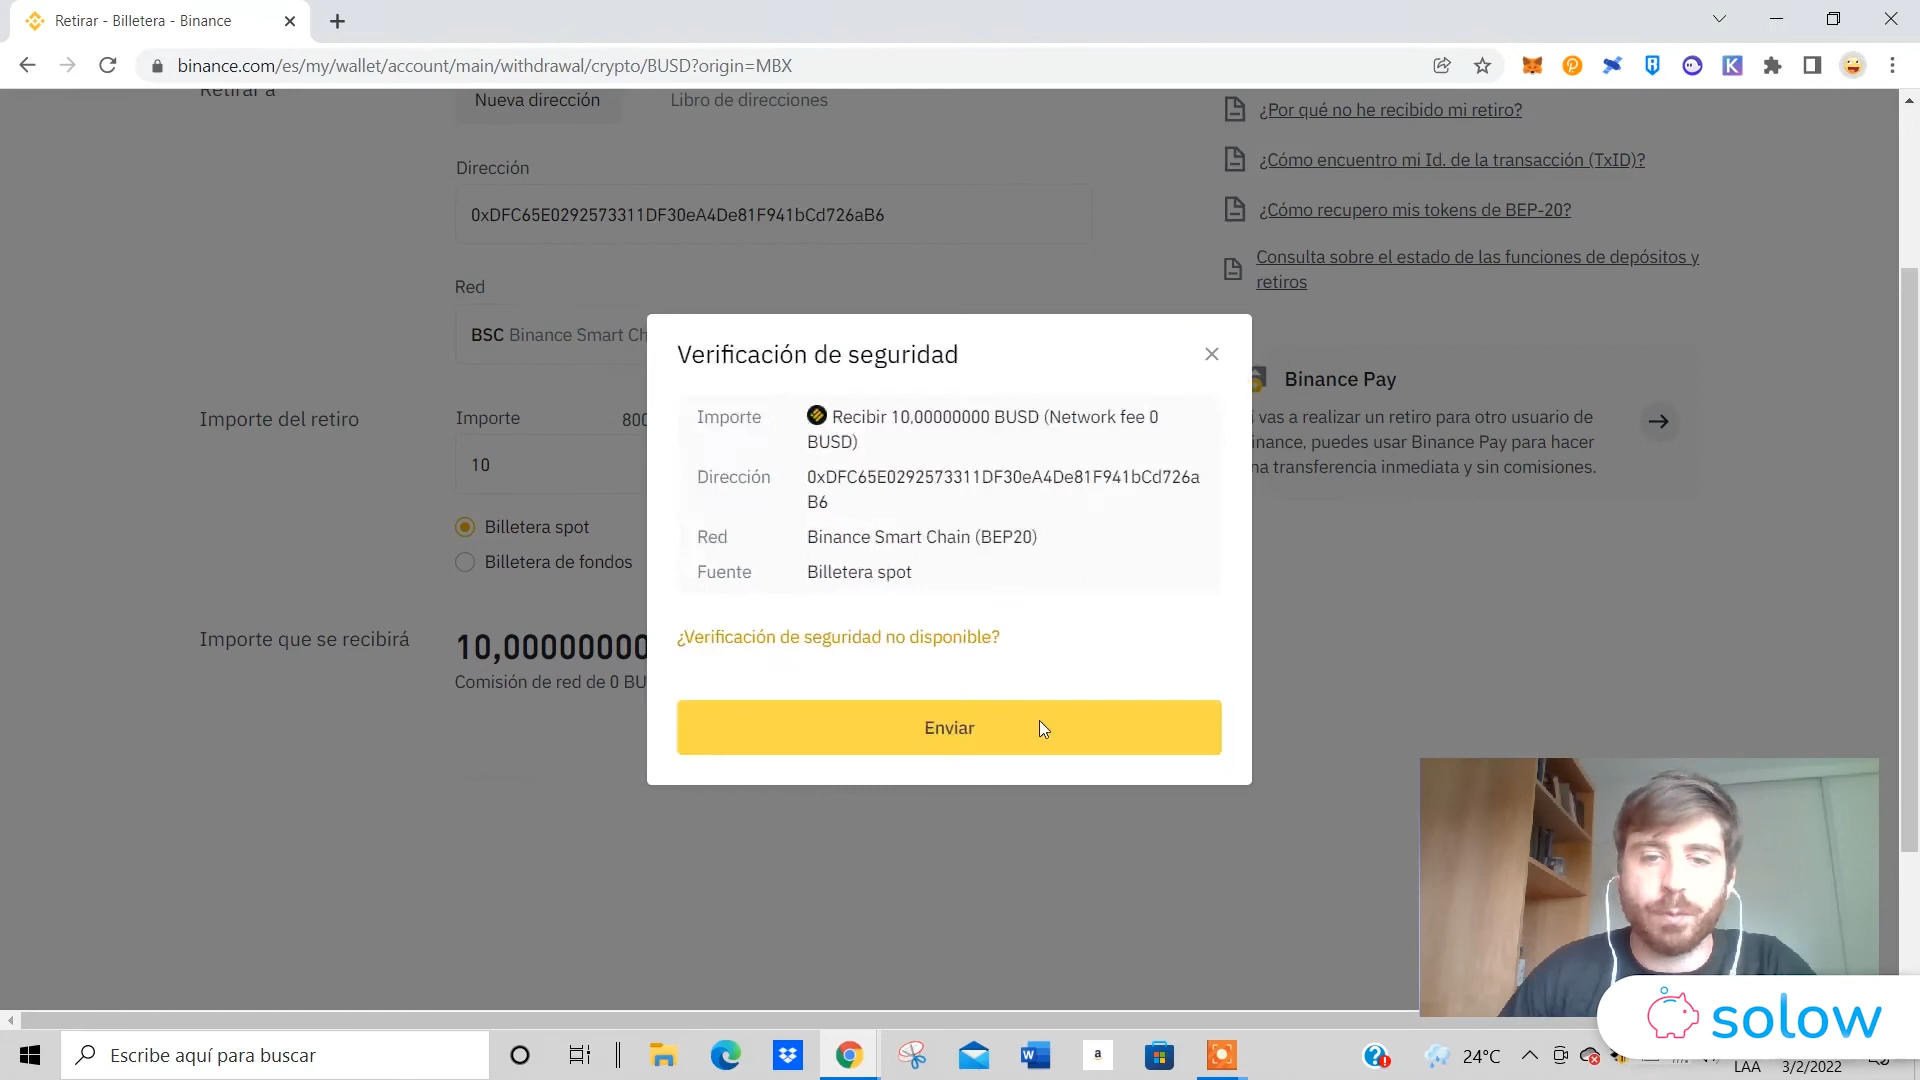 Retirar - Billetera - Binance
binance.com/es/my/wallet/account/main/withdrawal/crypto/BUSD?origin=MBX
Retirar a
Nueva dirección
Libro de direcciones
Dirección
0xDFC65E0292573311DF30eA4De81F941bCd726aB6
Red
BSC Binance Smart Ch
Importe del retiro
Importe
800
10
Billetera spot
Billetera de fondos
Importe que se recibirá
10,00000000
Comisión de red de 0 BU
¿Por qué no he recibido mi retiro?
¿Cómo encuentro mi Id. de la transacción (TxID)?
¿Cómo recupero mis tokens de BEP-20?
Consulta sobre el estado de las funciones de depósitos y
retiros
Binance Pay
i vas a realizar un retiro para otro usuario de
inance, puedes usar Binance Pay para hacer
na transferencia inmediata y sin comisiones.
Verificación de seguridad
Importe
Recibir 10,00000000 BUSD (Network fee 0
BUSD)
Dirección
0xDFC65E0292573311DF30eA4De81F941bCd726a
B6
Red
Binance Smart Chain (BEP20)
Fuente
Billetera spot
¿Verificación de seguridad no disponible?
Enviar
solow
Escribe aquí para buscar
24°C
LAA
3/2/2022